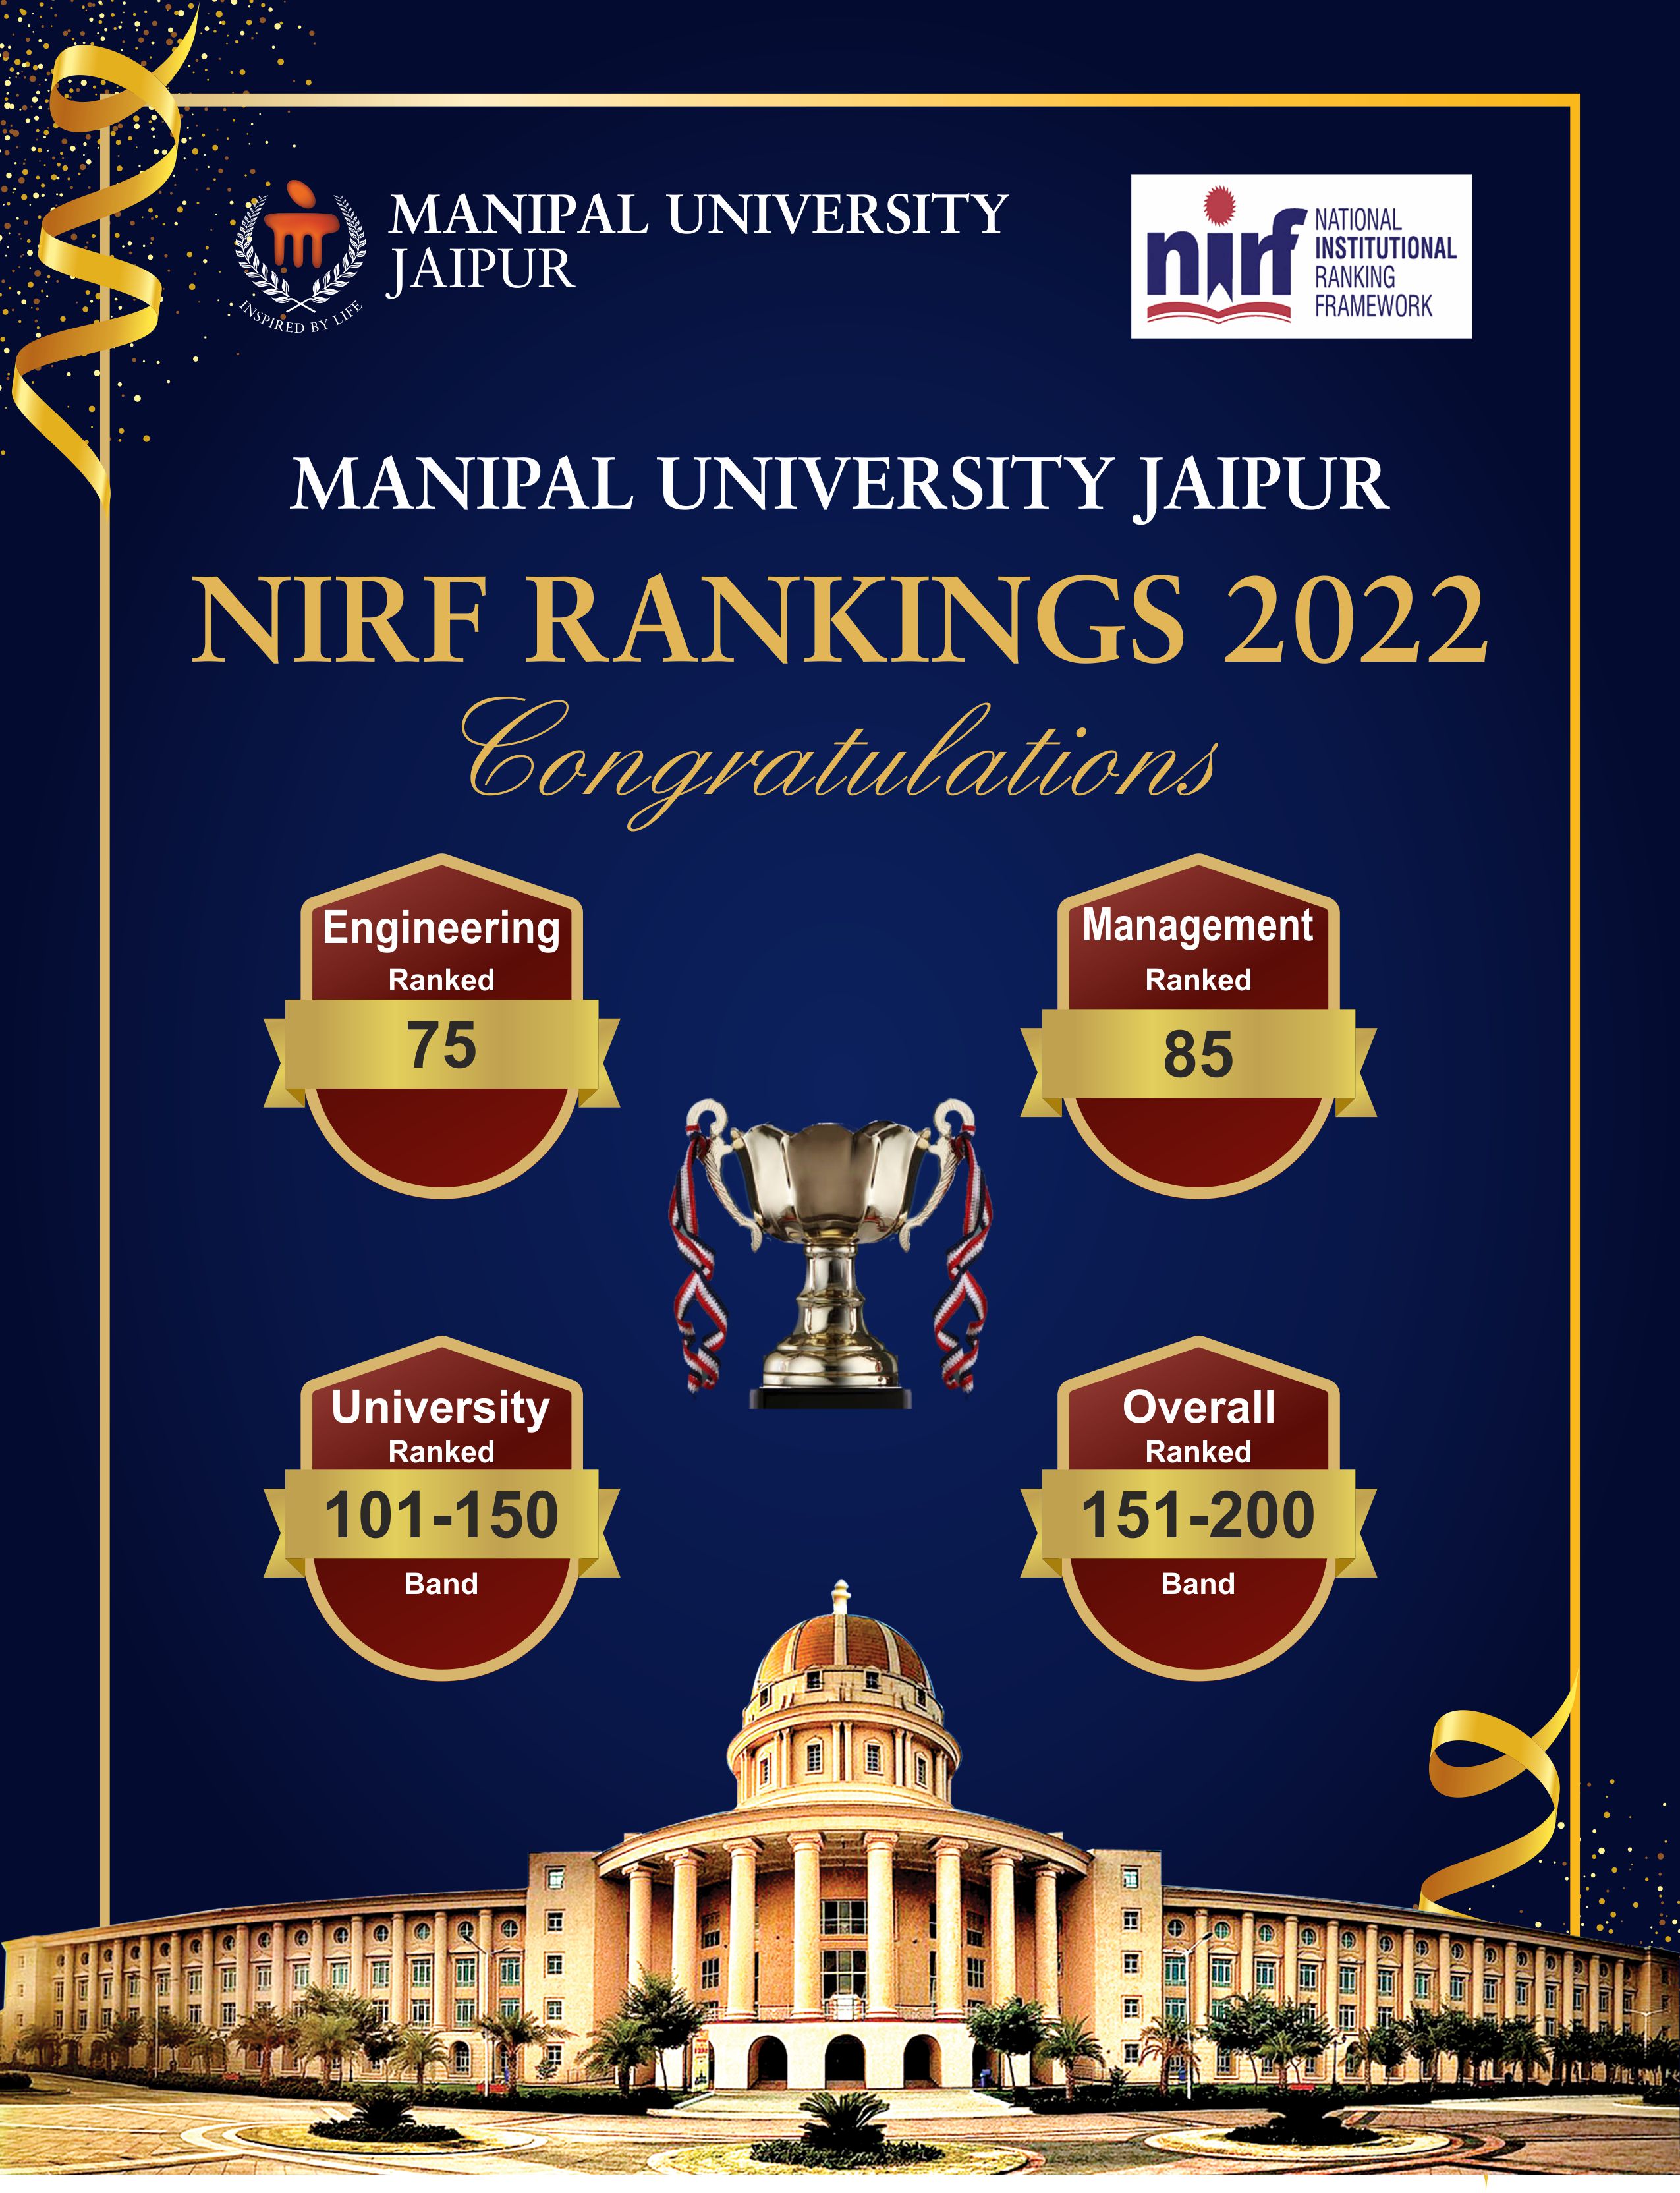 MANIPAL UNIVERSITY
JAIPUR
INSPIRED BY LIFE
nirf
NATIONAL
INSTITUTIONAL
RANKING
FRAMEWORK
MANIPAL UNIVERSITY JAIPUR
NIRF RANKINGS 2022
Congratulations
Engineering
Ranked
75
Management
Ranked
85
University
Ranked
101-150
Band
Overall
Ranked
151-200
Band